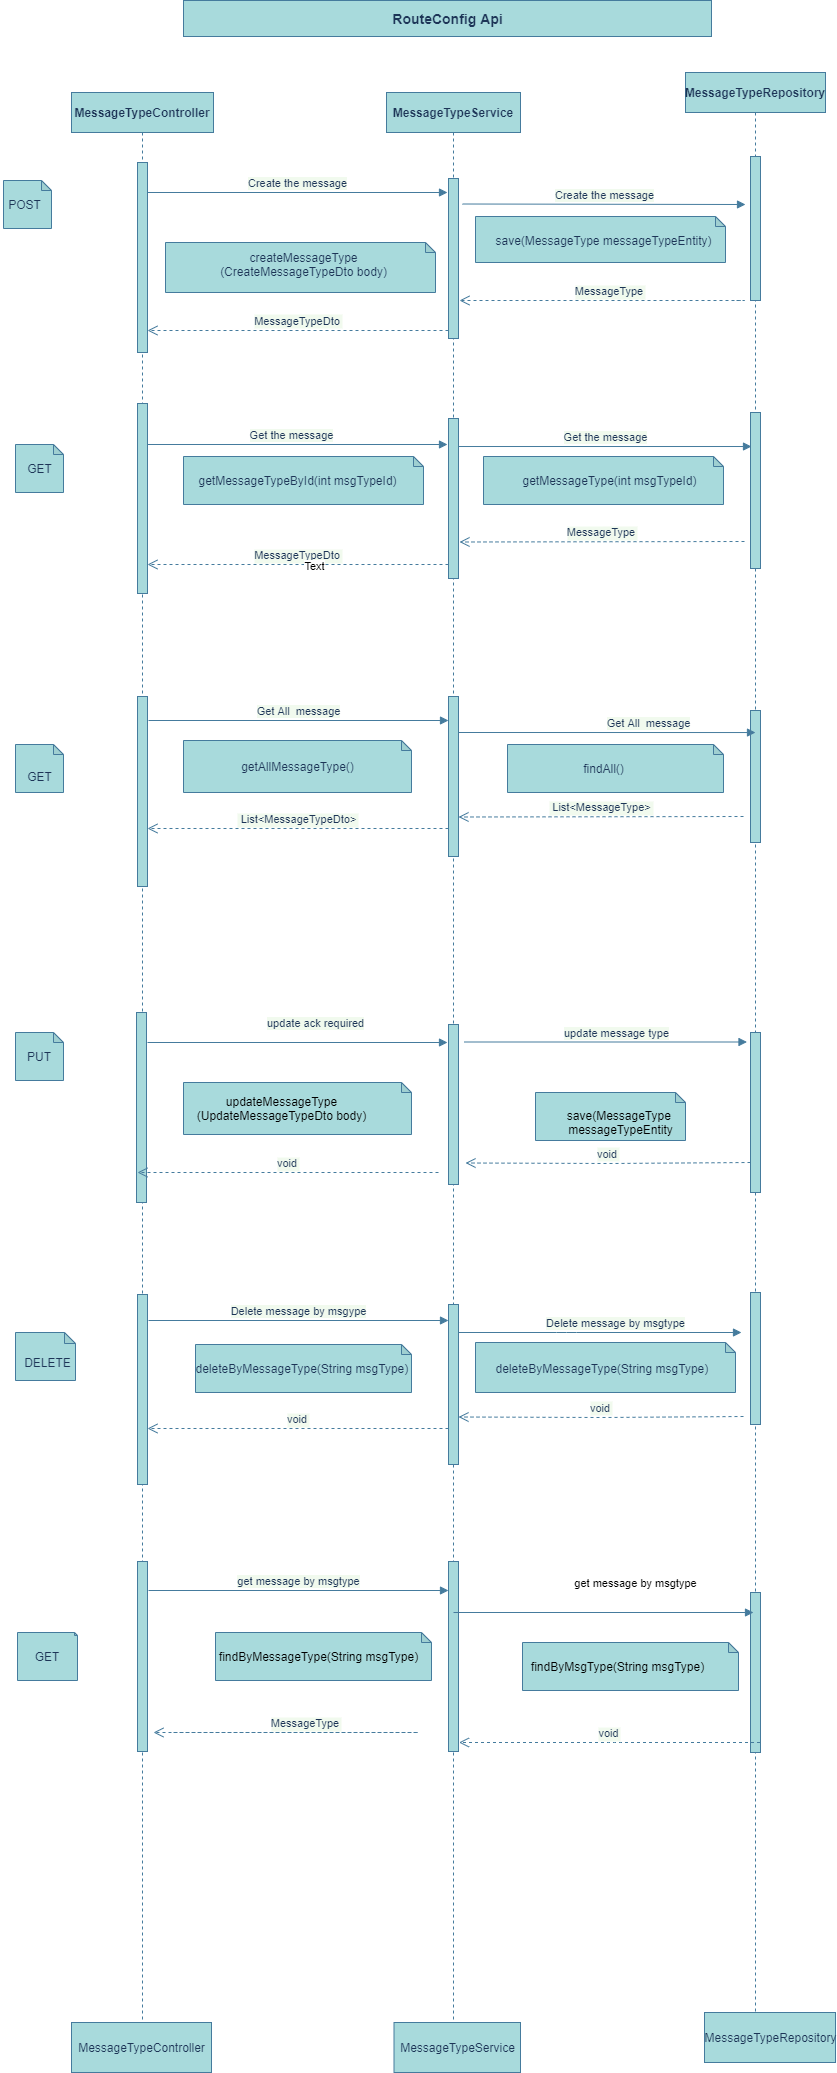 RouteConfig Api
MessageTypeController
MessageTypeService
MessageTypeRepository
POST
Create the message
Create the message
createMessageType
(CreateMessageTypeDto body)
save(MessageType messageTypeEntity)
MessageType
MessageTypeDto
GET
Get the message
Get the message
getMessageTypeById(int msgTypeId)
getMessageType(int msgTypeId)
MessageType
MessageTypeDto
Text
GET
Get All  message
Get All  message
getAllMessageType()
findAll()
List<MessageType>
List<MessageTypeDto>
PUT
update ack required
update message type
updateMessageType
(UpdateMessageTypeDto body)
save(MessageType
messageTypeEntity
void
void
DELETE
Delete message by msgype
Delete message by msgtype
deleteByMessageType(String msgType)
deleteByMessageType(String msgType)
void
void
GET
get message by msgtype
get message by msgtype
findByMessageType(String msgType)
findByMsgType(String msgType)
MessageType
void
MessageTypeController
MessageTypeService
MessageTypeRepository